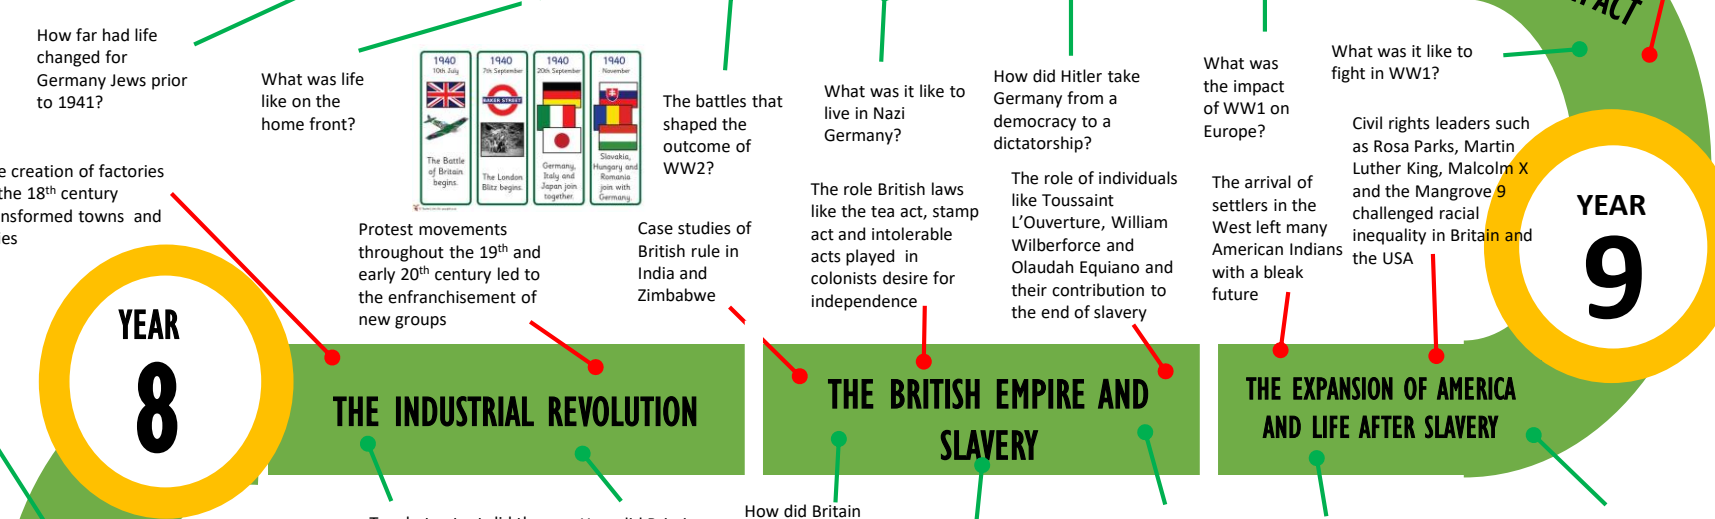 How far had life
changed for
Germany Jews prior
to 1941?
What was life
like on the
home front?
1940
10th July
The Battle
of Britain
begins.
1940
7th September
BAKER STREET
The London
Blitz begins.
1940
20th September
Germany,
Italy and
Japan join
together.
1940
November
Slovakia,
Hungary and
Romania
join with
Germany.
The battles that
shaped the
outcome of
WW2?
What was it like to
live in Nazi
Germany?
How did Hitler take
Germany from a
democracy to a
dictatorship?
What was
the impact
of WW1 on
Europe?
What was it like to
fight in WW1?
creation of factories
the 18th century
towns and
Protest movements
throughout the 19th and
early 20th century led to
the enfranchisement of
new groups
Case studies of
British rule in
India and
Zimbabwe
The role British laws
like the tea act, stamp
act and intolerable
acts played in
colonists desire for
independence
The role of individuals
like Toussaint
L'Ouverture, William
Wilberforce and
Olaudah Equiano and
their contribution to
the end of slavery
The arrival of
settlers in the
West left many
American Indians
with a bleak
future
Civil rights leaders such
as Rosa Parks, Martin
Luther King, Malcolm X
and the Mangrove 9
challenged racial
inequality in Britain and
the USA
YEAR
9
YEAR
8
THE INDUSTRIAL REVOLUTION
THE BRITISH EMPIRE AND
SLAVERY
THE EXPANSION OF AMERICA
AND LIFE AFTER SLAVERY
How did Britain